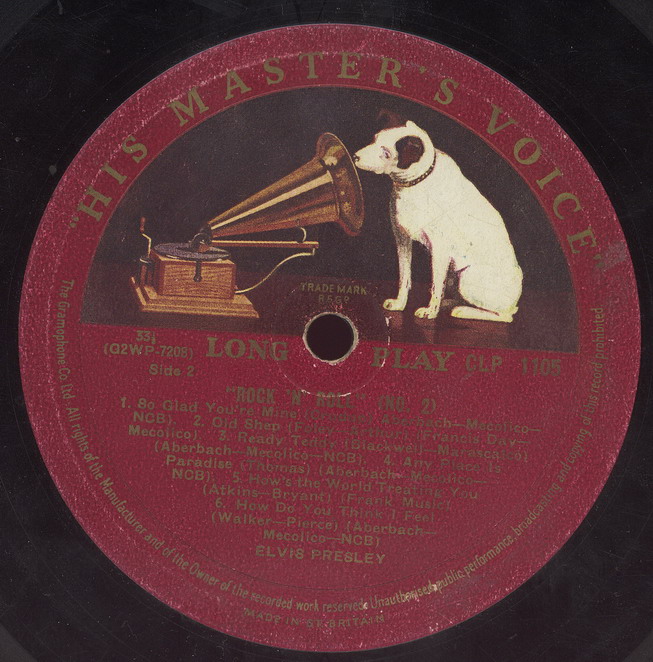 "HIS MASTER'S VOICE"
TRADE MARK
REGD
33⅓
(G2WP-7208)
LONG PLAY CLP 1105
Side 2
"ROCK 'N' ROLL" (NO. 2)
1. So Glad You're Mine (Crudup) Aberbach—Mecolico—
NCB) 2. Old Shep (Foley, Arthur) (Francis Day—
Mecolico) 3. Ready Teddy (Blackwell—Marascalco)
(Aberbach—Mecolico—NCB) 4. Any Place Is
Paradise (Thomas) (Aberbach—Mecolico—
NCB) 5. How's the World Treating You
(Atkins—Bryant) (Frank Music)
6. How Do You Think I Feel
(Walker—Pierce) (Aberbach—
Mecolico—NCB)
ELVIS PRESLEY
The Gramophone Co. Ltd. All rights of the Manufacturer and of the Owner of the recorded work reserved. Unauthorised public performance, broadcasting and copying of this record prohibited
MADE IN GT. BRITAIN